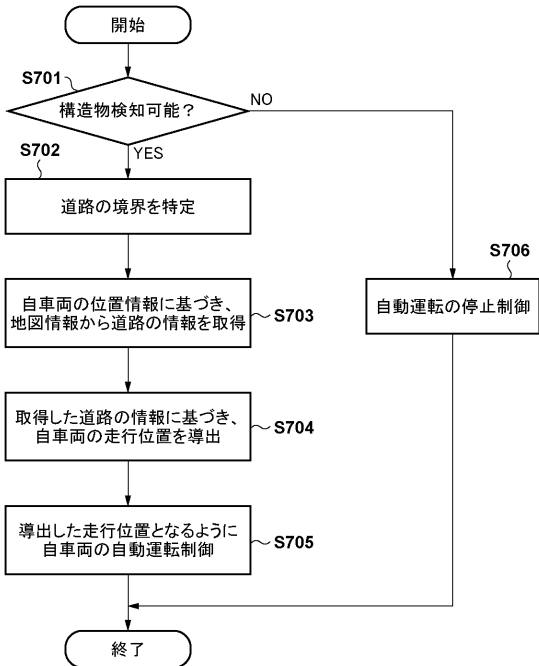 開始
S701
構造物検知可能？
NO
YES
S702
道路の境界を特定
S706
自動運転の停止制御
自車両の位置情報に基づき、
地図情報から道路の情報を取得
S703
取得した道路の情報に基づき、
自車両の走行位置を導出
S704
導出した走行位置となるように
自車両の自動運転制御
S705
終了